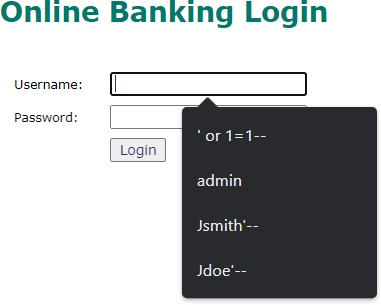 Online Banking Login
Username:
Password:
Login
' or 1=1--
admin
Jsmith'--
Jdoe'--